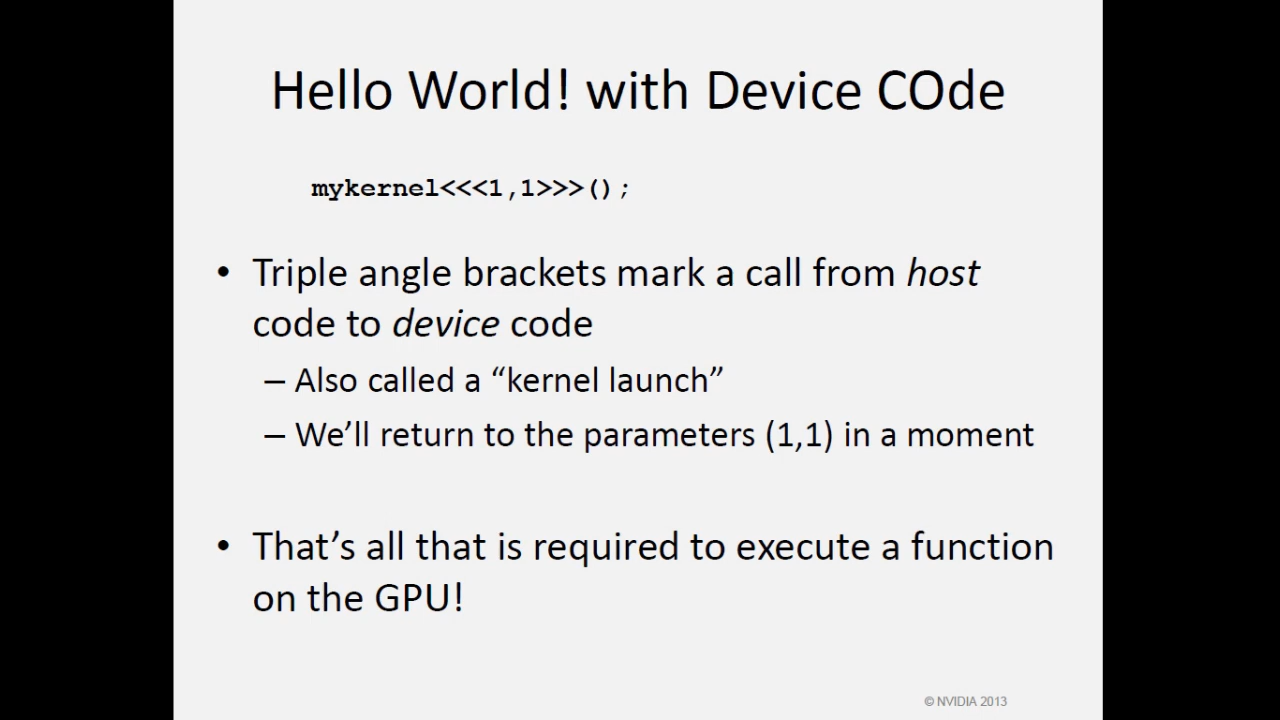 Hello World! with Device COde
mykernel<<<1,1>>>();
• Triple angle brackets mark a call from host
code to device code
– Also called a “kernel launch”
– We’ll return to the parameters (1,1) in a moment
• That’s all that is required to execute a function
on the GPU!
© NVIDIA 2013